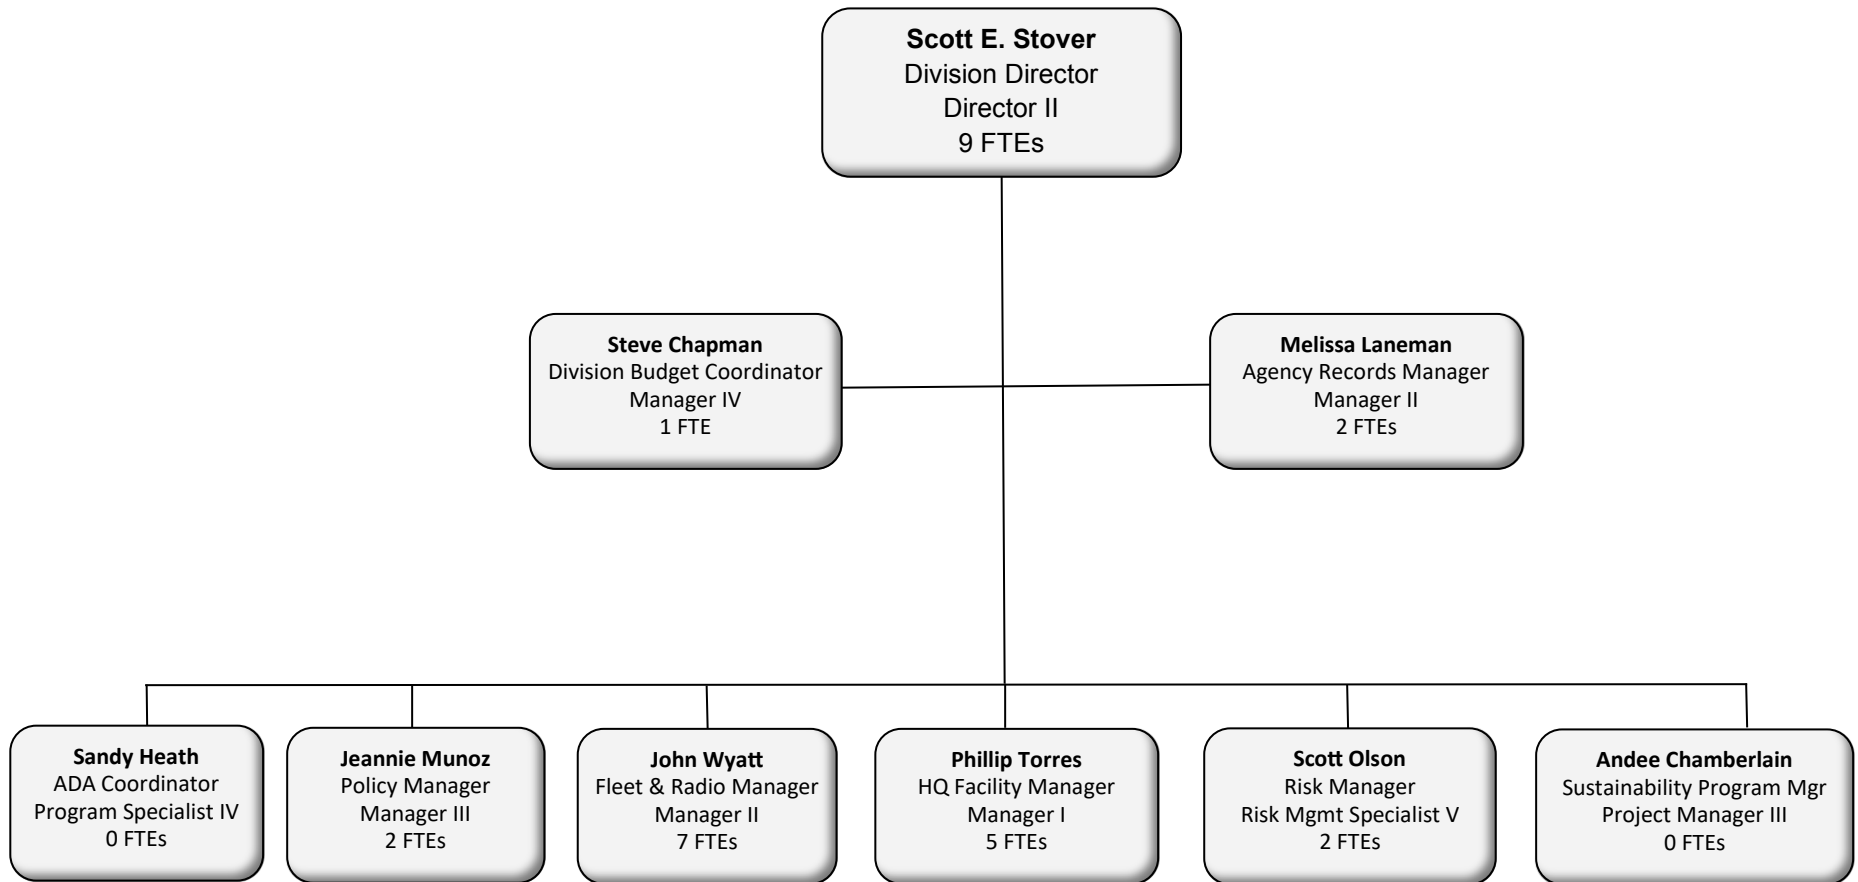 Scott E. Stover
Division Director
Director II
9 FTEs
Steve Chapman
Division Budget Coordinator
Manager IV
1 FTE
Melissa Laneman
Agency Records Manager
Manager II
2 FTEs
Sandy Heath
ADA Coordinator
Program Specialist IV
0 FTEs
Jeannie Munoz
Policy Manager
Manager III
2 FTEs
John Wyatt
Fleet & Radio Manager
Manager II
7 FTEs
Phillip Torres
HQ Facility Manager
Manager I
5 FTEs
Scott Olson
Risk Manager
Risk Mgmt Specialist V
2 FTEs
Andee Chamberlain
Sustainability Program Mgr
Project Manager III
0 FTEs